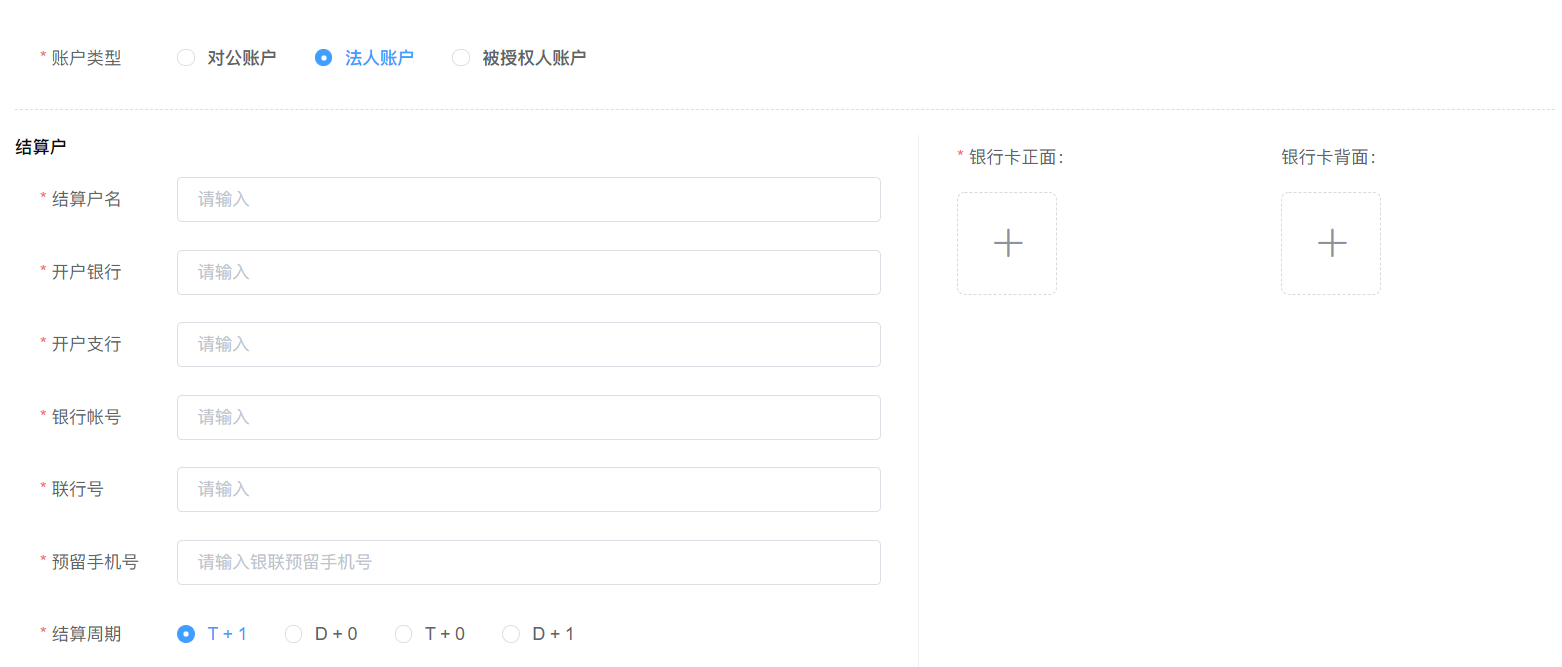 * 账户类型 对公账户 法人账户 被授权人账户
结算户
* 结算户名 请输入
* 开户银行 请输入
* 开户支行 请输入
* 银行帐号 请输入
* 联行号 请输入
* 预留手机号 请输入银联预留手机号
* 结算周期 T + 1 D + 0 T + 0 D + 1
* 银行卡正面: 银行卡背面: